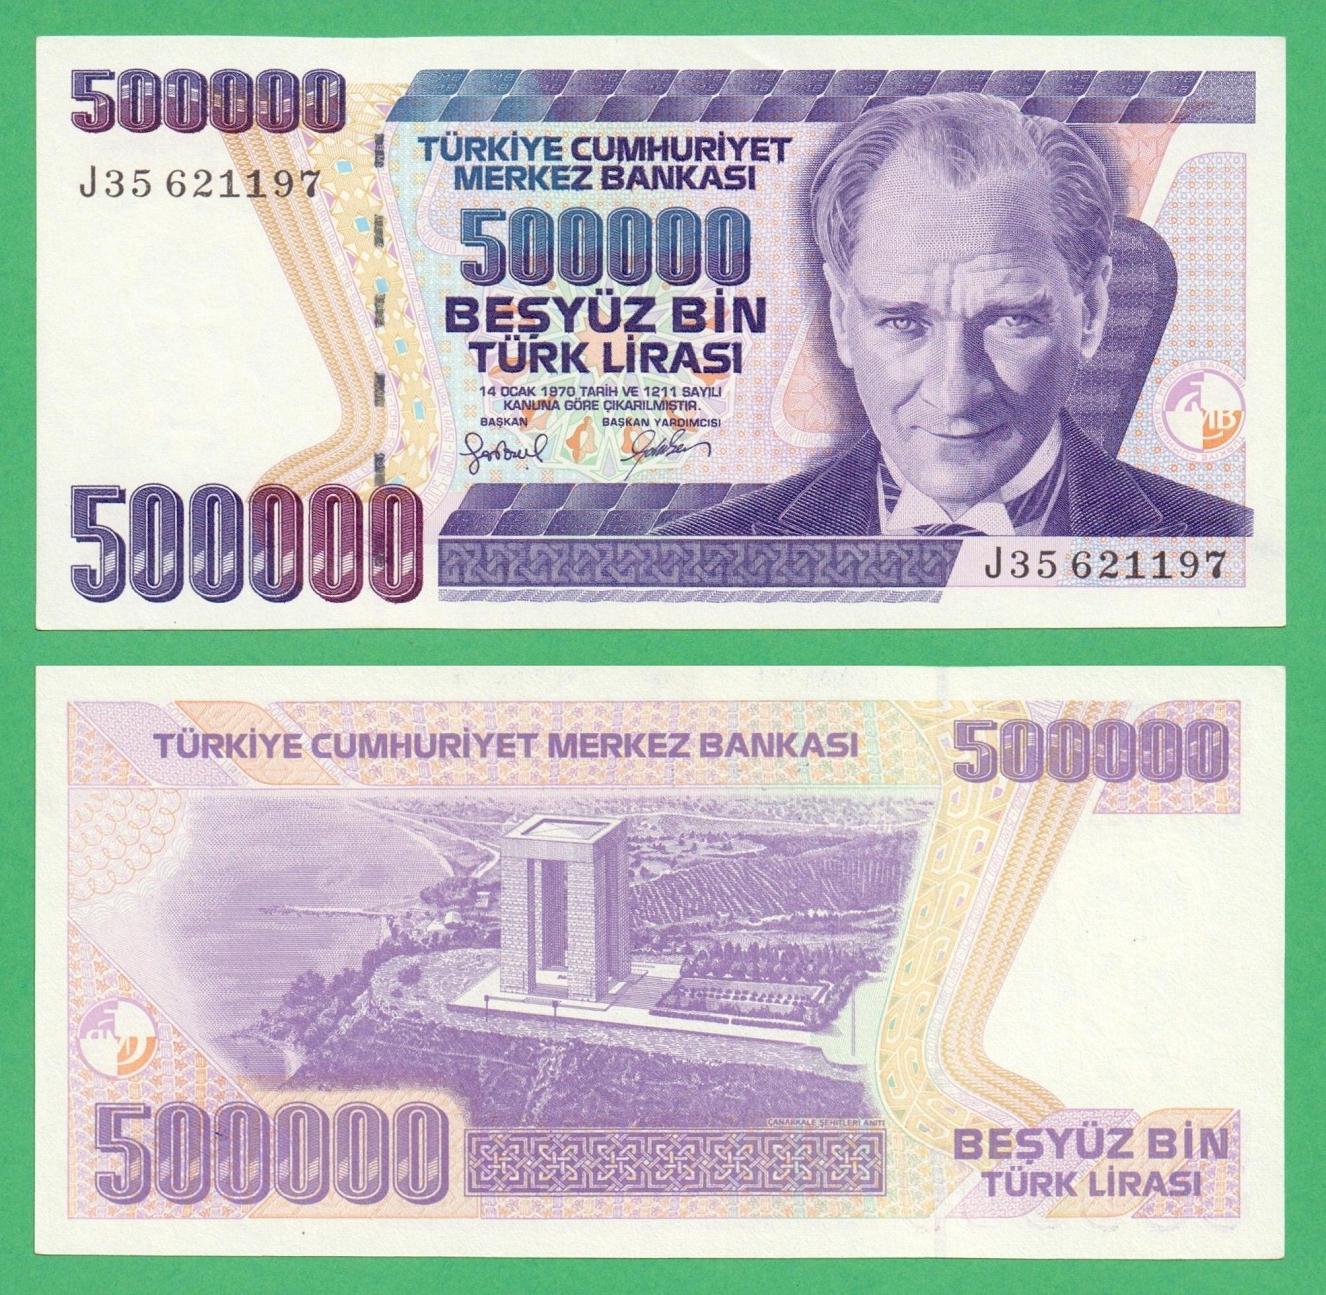 500000
J35 621197
TÜRKİYE CUMHURİYET
MERKEZ BANKASI
500000
BEŞYÜZ BİN
TÜRK LİRASI
14 OCAK 1970 TARİH VE 1211 SAYILI
KANUNA GÖRE ÇIKARILMIŞTIR.
BAŞKAN
BAŞKAN YARDIMCISI
500000
J35 621197
TÜRKİYE CUMHURİYET MERKEZ BANKASI
500000
ÇANAKKALE ŞEHİTLERİ ANITI
500000
BEŞYÜZ BİN
TÜRK LİRASI